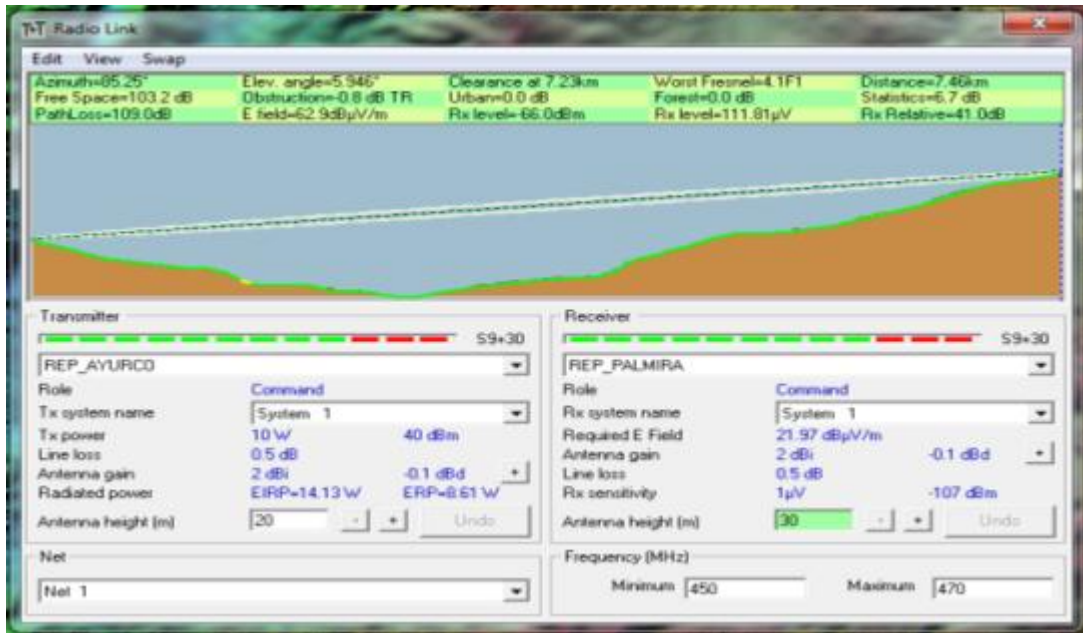 Radio Link
Edit View Swap
Azimuth=85.25° Elev. angle=5.946° Clearance at 7.23km Worst Fresnel=4.1F1 Distance=7.46km
Free Space=103.2 dB Obstruction=-0.8 dB TR Urban=0.0 dB Forest=0.0 dB Statistics=6.7 dB
PathLoss=109.0dB E field=62.9dBμV/m Rx level=-66.0dBm Rx level=111.81μV Rx Relative=41.0dB
Transmitter Receiver
S9+30 S9+30
REP_AYURCO REP_PALMIRA
Role Command Role Command
Tx system name System 1 Rx system name System 1
Tx power 10 W 40 dBm Required E Field 21.97 dBμV/m
Line loss 0.5 dB Antenna gain 2 dBi -0.1 dBd +
Antenna gain 2 dBi -0.1 dBd + Line loss 0.5 dB
Radiated power EIRP=14.13 W ERP=8.61 W Rx sensitivity 1μV -107 dBm
Antenna height (m) 20 - + Undo Antenna height (m) 30 - + Undo
Net Frequency (MHz)
Net 1 Minimum 450 Maximum 470